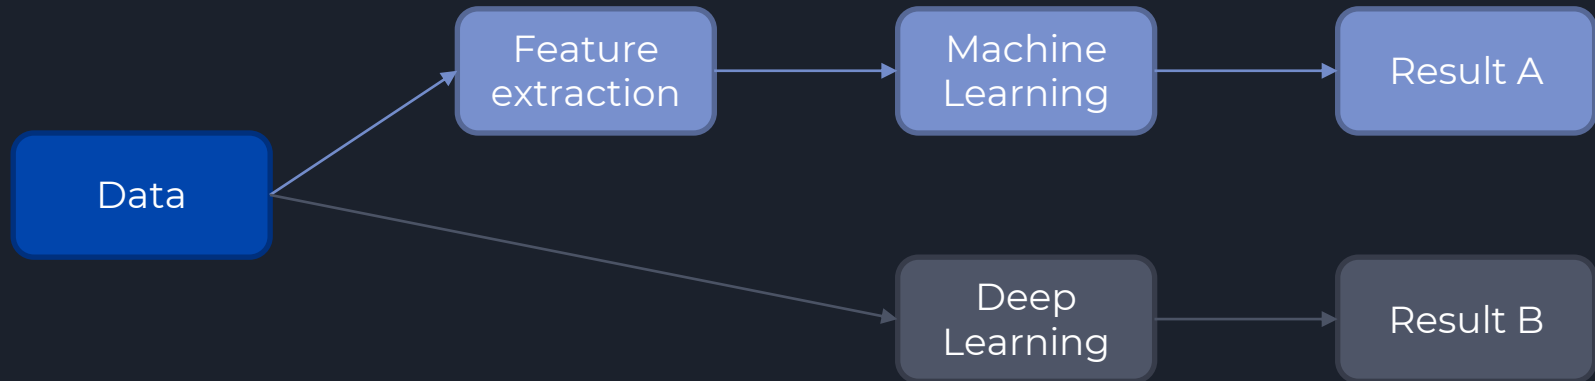 Feature
extraction
Machine
Learning
Result A
Data
Deep
Learning
Result B